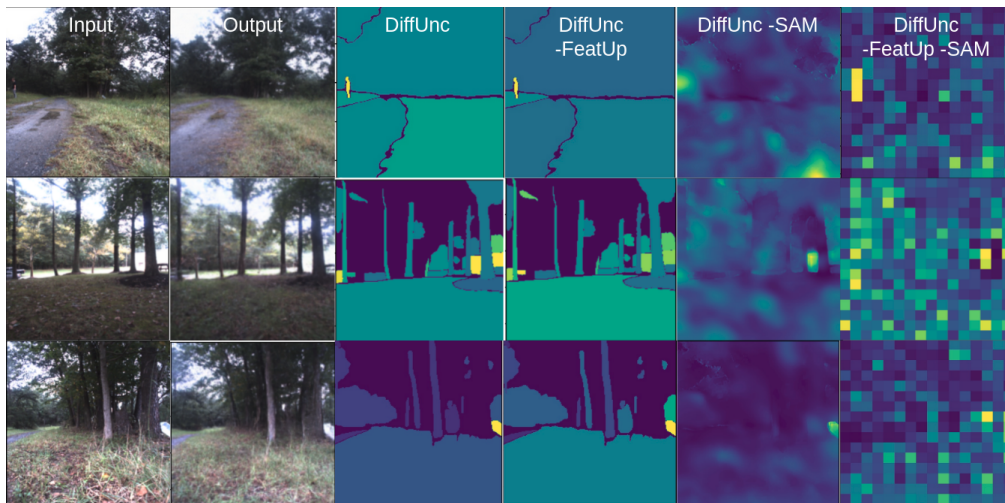 Input
Output
DiffUnc
DiffUnc
-FeatUp
DiffUnc -SAM
DiffUnc
-FeatUp -SAM